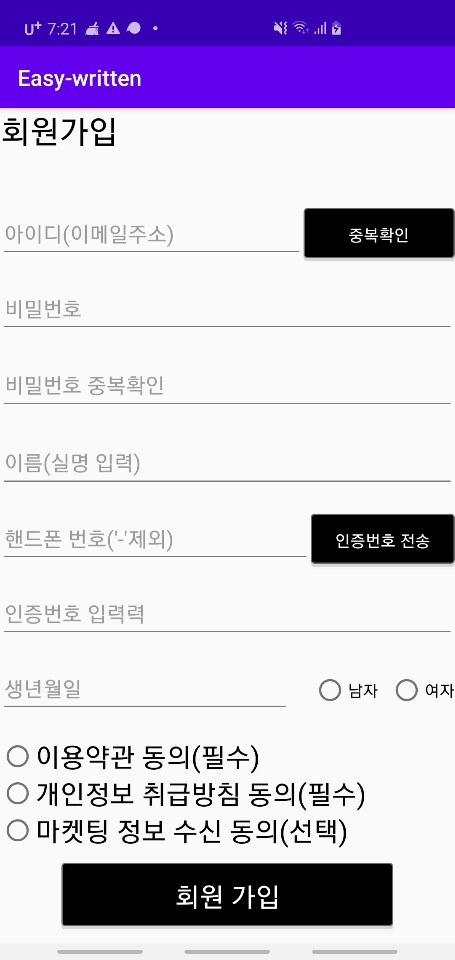 U+ 7:21
Easy-written
회원가입
아이디(이메일주소) 중복확인
비밀번호
비밀번호 중복확인
이름(실명 입력)
핸드폰 번호('-'제외) 인증번호 전송
인증번호 입력력
생년월일 남자 여자
이용약관 동의(필수)
개인정보 취급방침 동의(필수)
마켓팅 정보 수신 동의(선택)
회원 가입